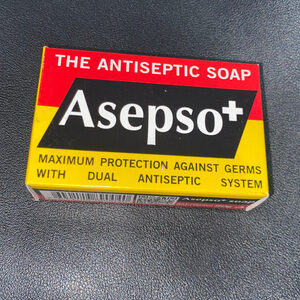 THE ANTISEPTIC SOAP
Asepso+
MAXIMUM PROTECTION AGAINST GERMS
WITH DUAL ANTISEPTIC SYSTEM
Asepso+ soap